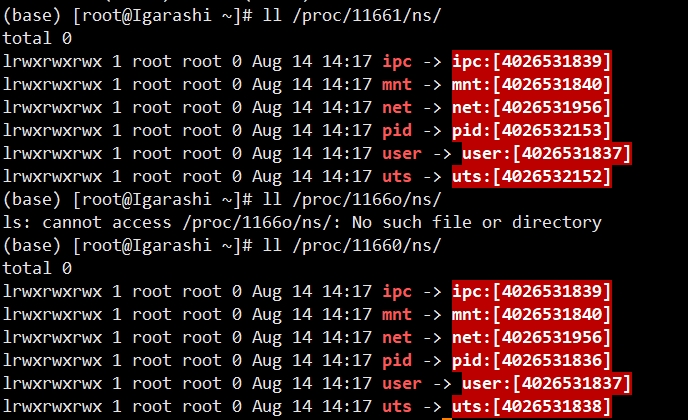 (base) [root@Igarashi ~]# ll /proc/11661/ns/
total 0
lrwxrwxrwx 1 root root 0 Aug 14 14:17 ipc -> ipc:[4026531839]
lrwxrwxrwx 1 root root 0 Aug 14 14:17 mnt -> mnt:[4026531840]
lrwxrwxrwx 1 root root 0 Aug 14 14:17 net -> net:[4026531956]
lrwxrwxrwx 1 root root 0 Aug 14 14:17 pid -> pid:[4026532153]
lrwxrwxrwx 1 root root 0 Aug 14 14:17 user -> user:[4026531837]
lrwxrwxrwx 1 root root 0 Aug 14 14:17 uts -> uts:[4026532152]
(base) [root@Igarashi ~]# ll /proc/1166o/ns/
ls: cannot access /proc/1166o/ns/: No such file or directory
(base) [root@Igarashi ~]# ll /proc/11660/ns/
total 0
lrwxrwxrwx 1 root root 0 Aug 14 14:17 ipc -> ipc:[4026531839]
lrwxrwxrwx 1 root root 0 Aug 14 14:17 mnt -> mnt:[4026531840]
lrwxrwxrwx 1 root root 0 Aug 14 14:17 net -> net:[4026531956]
lrwxrwxrwx 1 root root 0 Aug 14 14:17 pid -> pid:[4026531836]
lrwxrwxrwx 1 root root 0 Aug 14 14:17 user -> user:[4026531837]
lrwxrwxrwx 1 root root 0 Aug 14 14:17 uts -> uts:[4026531838]